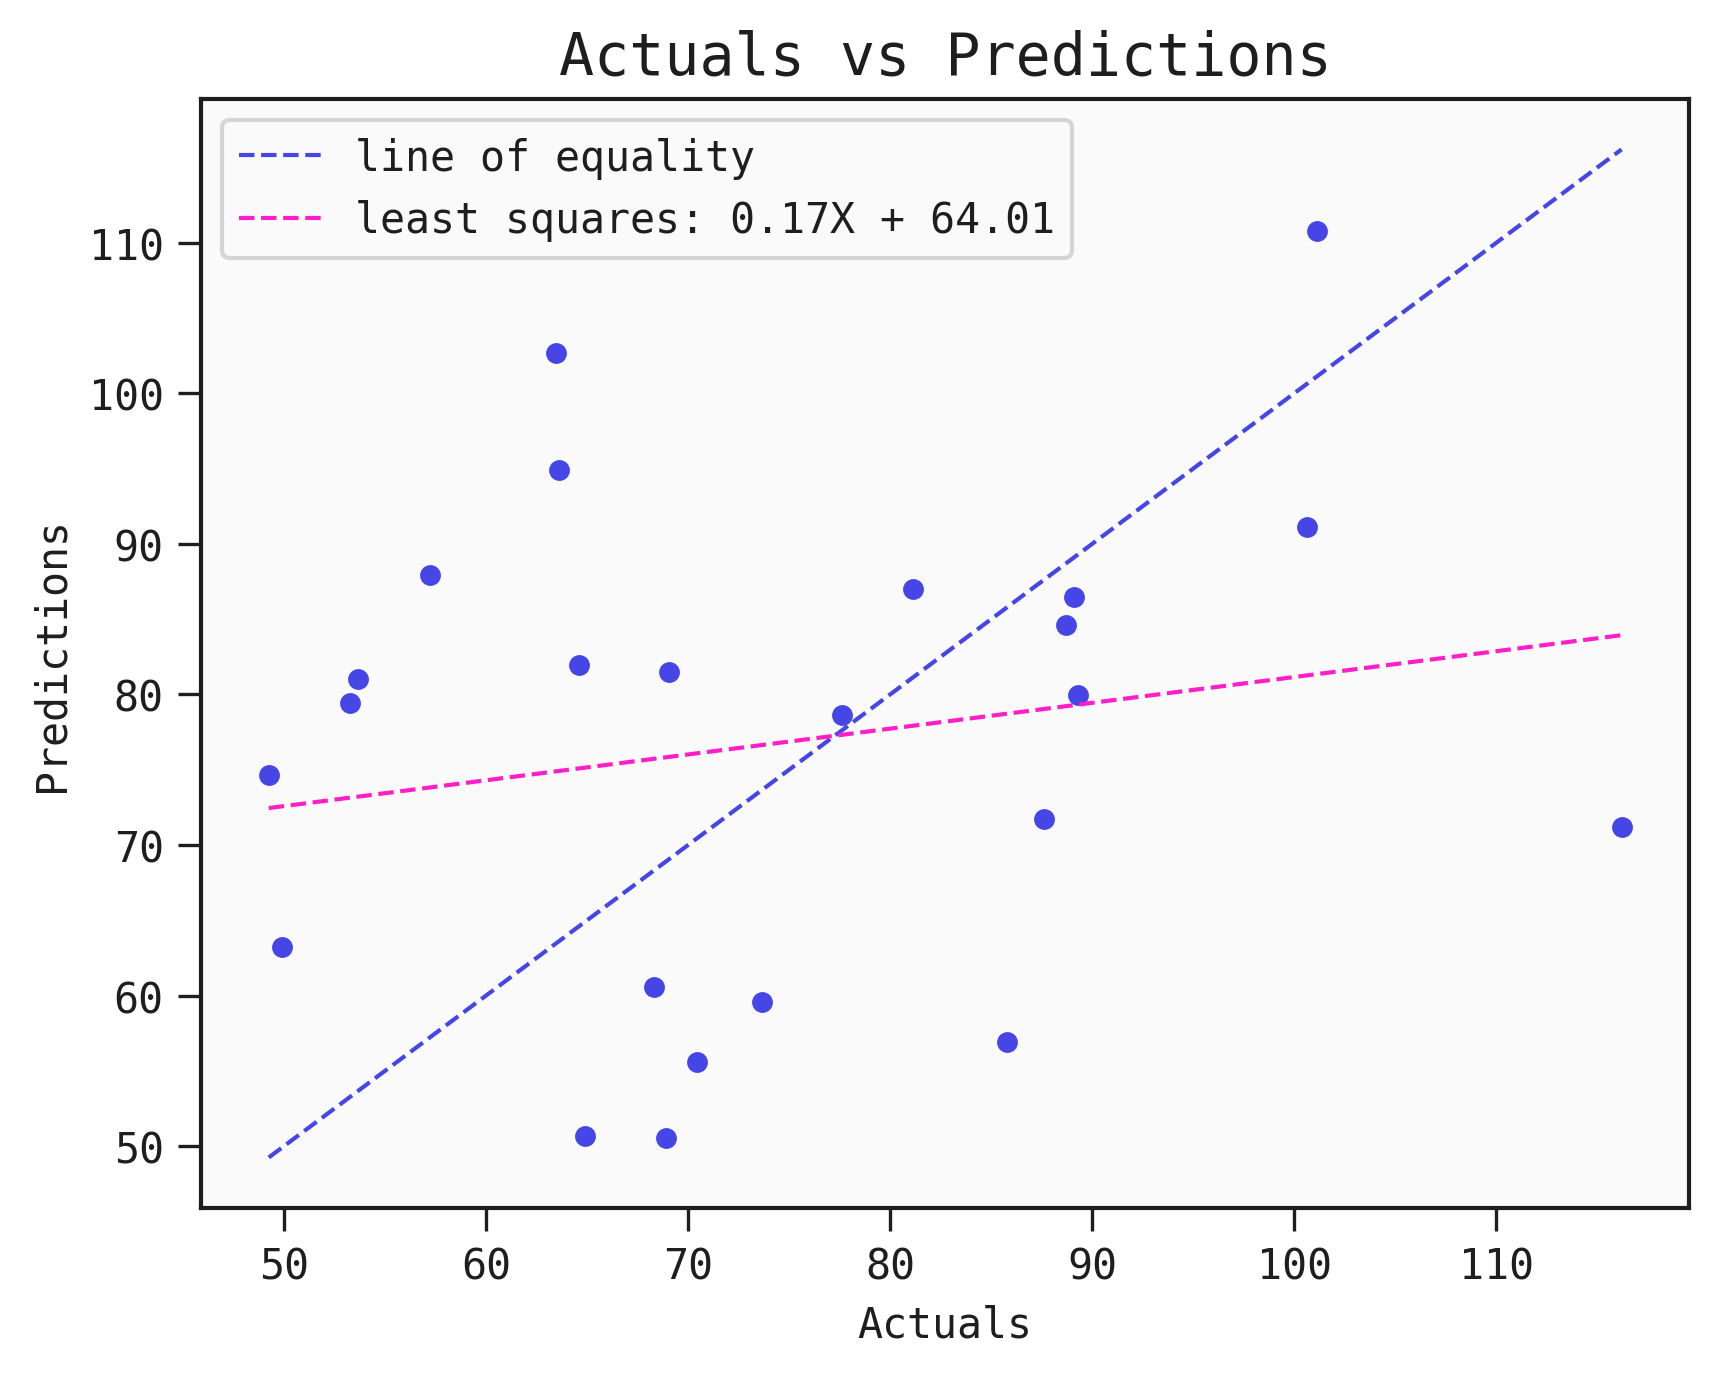 Actuals vs Predictions
line of equality
least squares: 0.17X + 64.01
110
100
90
80
70
60
50
Predictions
50 60 70 80 90 100 110
Actuals